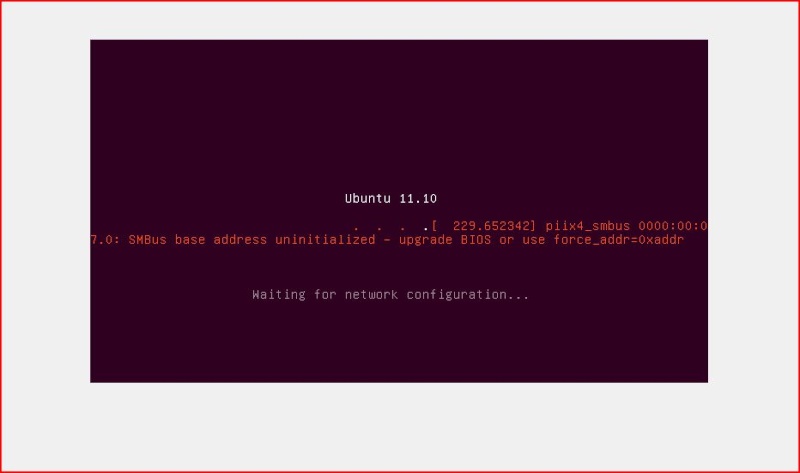 Ubuntu 11.10
. . . .[  229.652342] piix4_smbus 0000:00:0
7.0: SMBus base address uninitialized - upgrade BIOS or use force_addr=0xaddr
Waiting for network configuration...